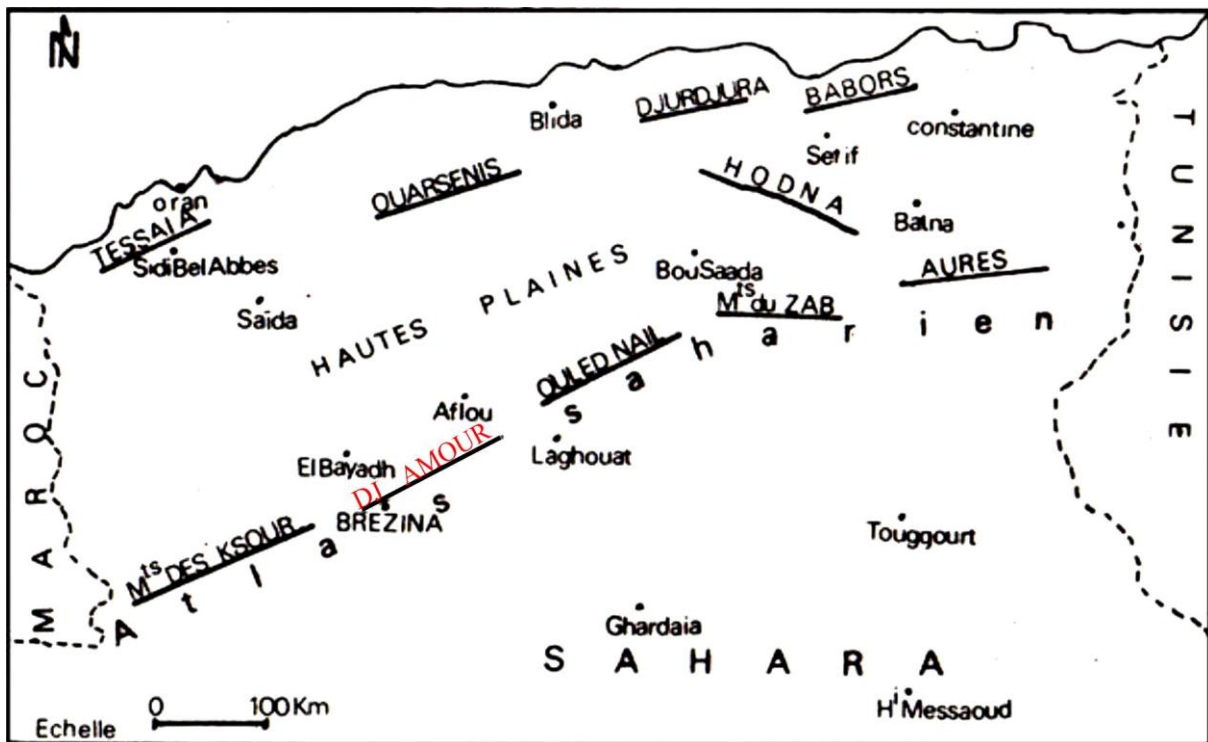 N
Blida
DJURDJURA
BABORS
constantine
Setif
oran
OUARSENIS
HODNA
TESSALA
Batna
SidiBelAbbes
BouSaada
AURES
Saïda
HAUTES PLAINES
Mts du ZAB
OULED NAIL
Aflou
Laghouat
ElBayadh
DJ AMOUR
BREZINA
Mts DES KSOUR
Atlas saharien
Touggourt
Ghardaia
SAHARA
Hi Messaoud
MAROC
TUNISIE
0 100Km
Echelle